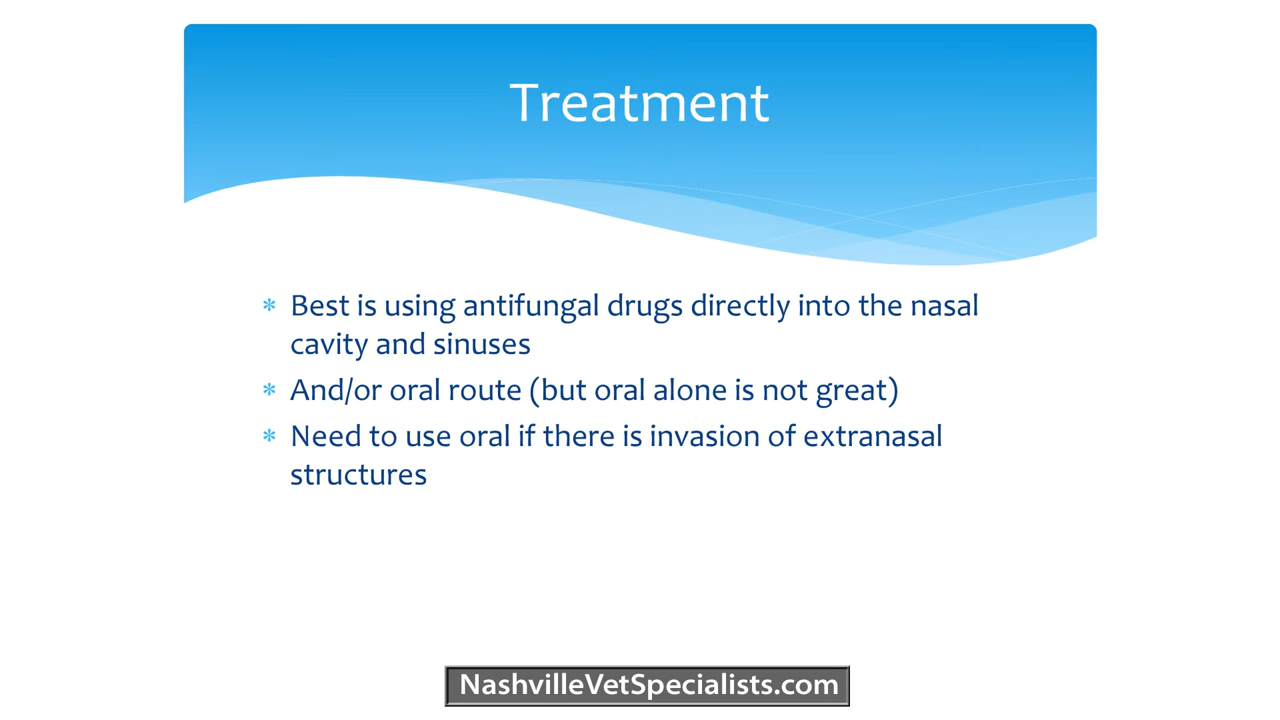 Treatment
* Best is using antifungal drugs directly into the nasal
cavity and sinuses
* And/or oral route (but oral alone is not great)
* Need to use oral if there is invasion of extranasal
structures
NashvilleVetSpecialists.com